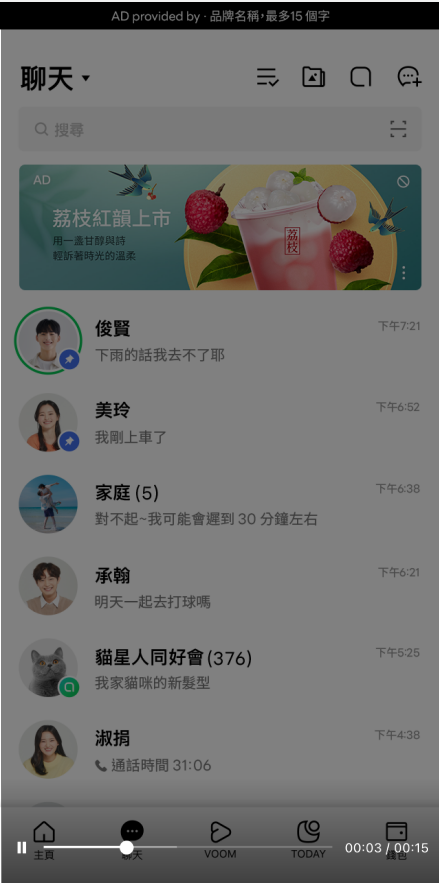 AD provided by · 品牌名稱,最多15 個字
聊天
搜尋
AD
荔枝紅韻上市
用一盞甘醇與詩
輕訴著時光的溫柔
荔枝
俊賢
下午7:21
下雨的話我去不了耶
美玲
下午6:52
我剛上車了
家庭 (5)
下午6:38
對不起~我可能會遲到 30 分鐘左右
承翰
下午6:21
明天一起去打球嗎
貓星人同好會 (376)
下午5:25
我家貓咪的新髮型
淑捐
下午4:38
通話時間 31:06
00:03 / 00:15
主頁
聊天
VOOM
TODAY
錢包